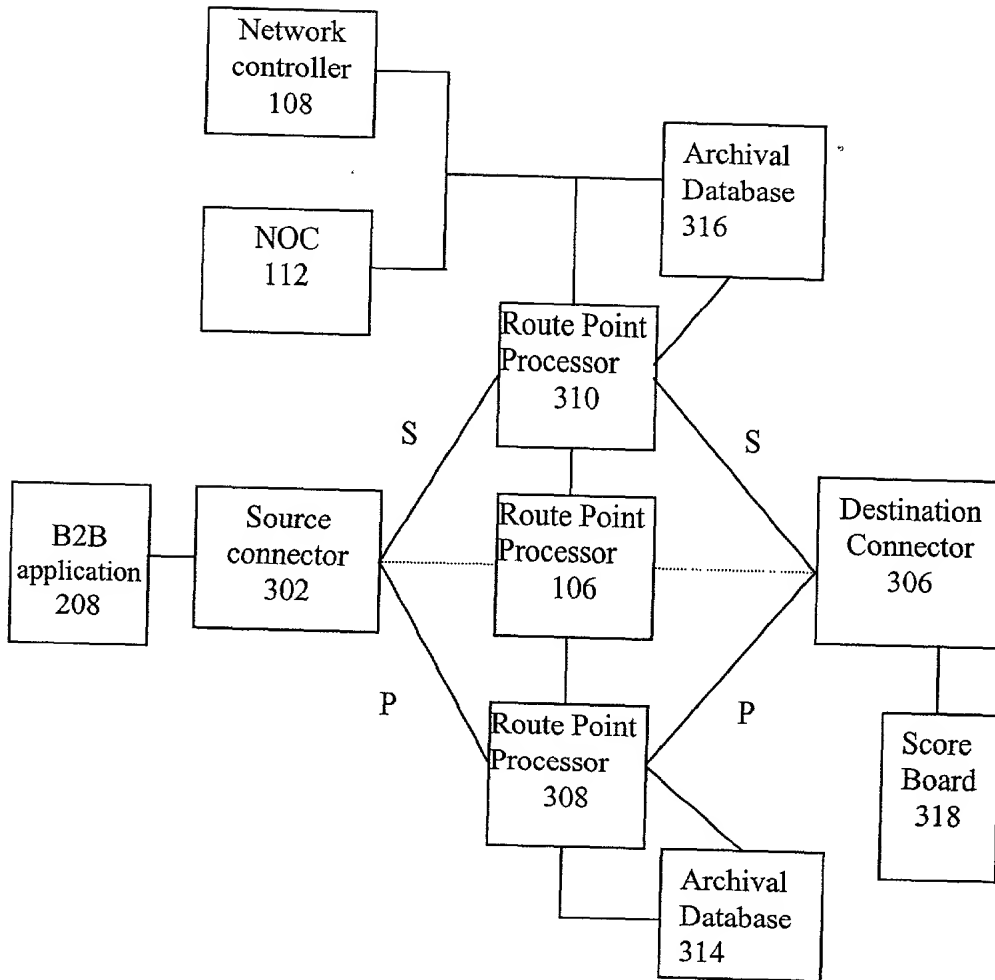 Network
controller
108
Archival
Database
316
NOC
112
Route Point
Processor
310
S
S
B2B
application
208
Source
connector
302
Route Point
Processor
106
Destination
Connector
306
P
P
Route Point
Processor
308
Score
Board
318
Archival
Database
314